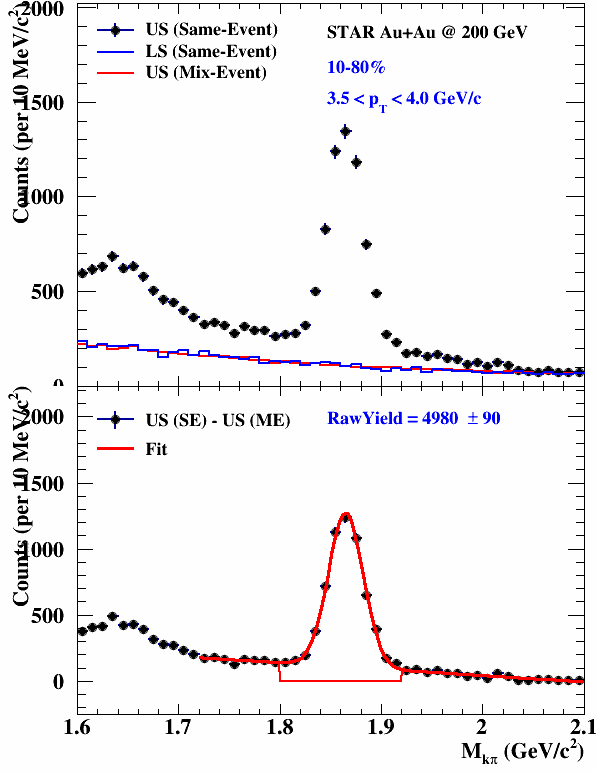 2000
1500
1000
500
0
Counts (per 10 MeV/c²)
US (Same-Event)
LS (Same-Event)
US (Mix-Event)
STAR Au+Au @ 200 GeV
10-80%
3.5 < pT < 4.0 GeV/c
2000
1500
1000
500
0
Counts (per 10 MeV/c²)
US (SE) - US (ME)
Fit
RawYield = 4980 ± 90
1.6 1.7 1.8 1.9 2 2.1
Mkπ (GeV/c²)